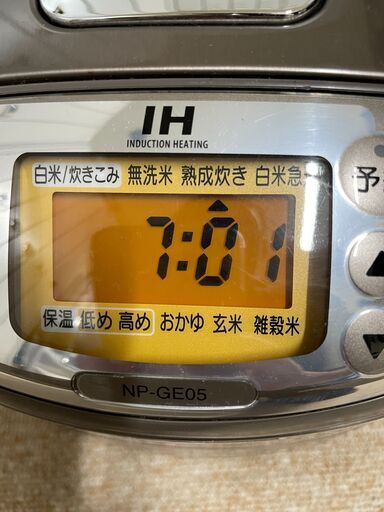 IH
INDUCTION HEATING
白米/炊きこみ 無洗米 熟成炊き 白米急
予
7:01
保温 低め 高め おかゆ 玄米 雑穀米
NP-GE05